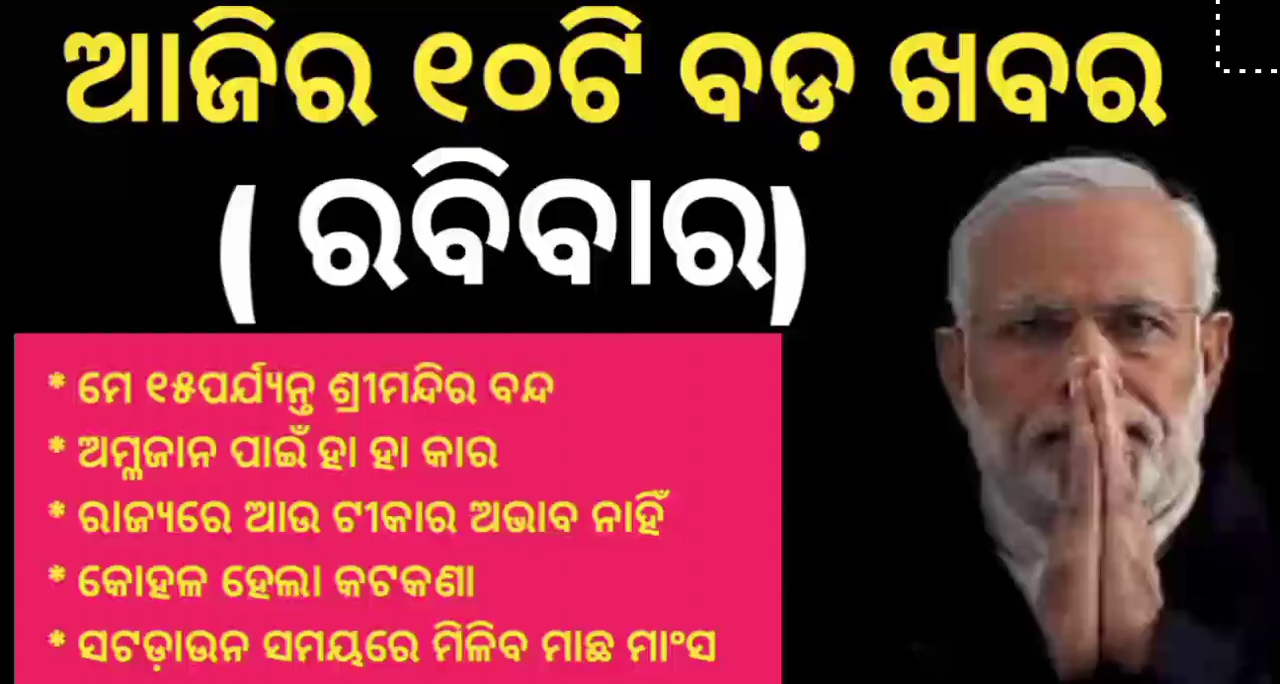 ଆଜିର ୧୦ଟି ବଡ଼ ଖବର
( ରବିବାର)
* ମେ ୧୫ପର୍ଯ୍ୟନ୍ତ ଶ୍ରୀମନ୍ଦିର ବନ୍ଦ
* ଅମ୍ଳଜାନ ପାଇଁ ହା ହା କାର
* ରାଜ୍ୟରେ ଆଉ ଟୀକାର ଅଭାବ ନାହିଁ
* କୋହଳ ହେଲା କଟକଣା
* ସଟଡ଼ାଉନ ସମୟରେ ମିଳିବ ମାଛ ମାଂସ